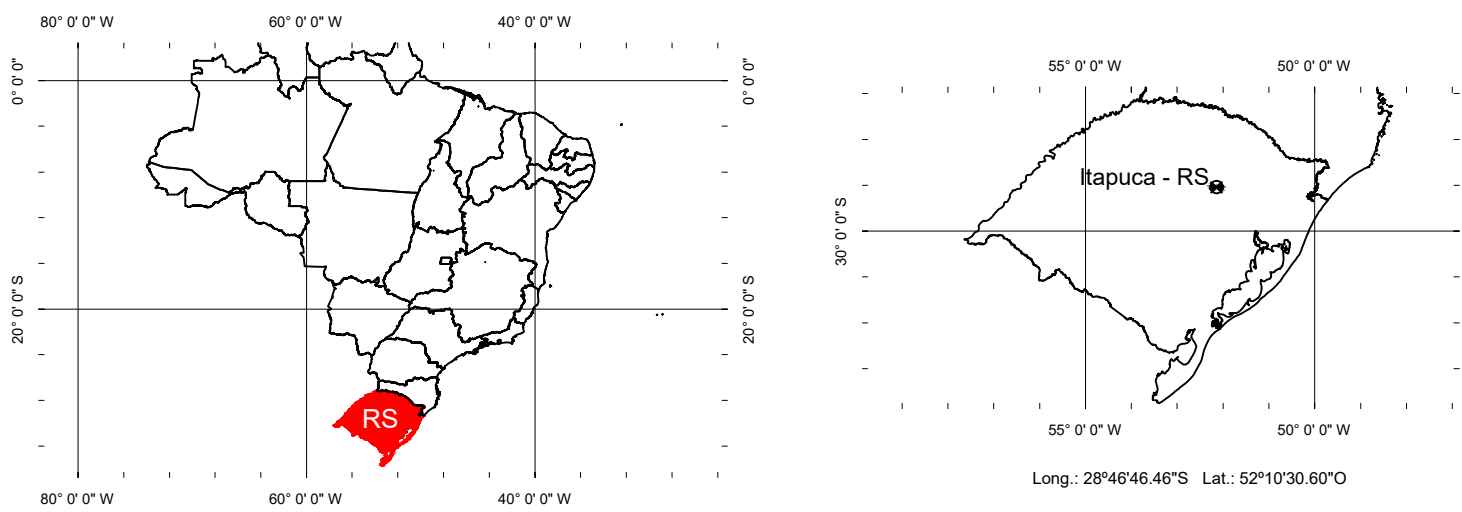 80° 0' 0" W
60° 0' 0" W
40° 0' 0" W
0° 0' 0"
0° 0' 0"
20° 0' 0" S
20° 0' 0" S
RS
80° 0' 0" W
60° 0' 0" W
40° 0' 0" W
55° 0' 0" W
50° 0' 0" W
Itapuca - RS
30° 0' 0" S
55° 0' 0" W
50° 0' 0" W
Long.: 28º46'46.46"S Lat.: 52º10'30.60"O